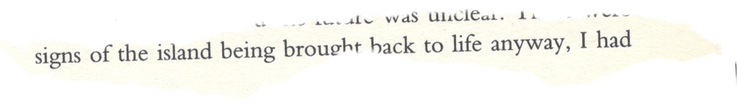 was unclear.
signs of the island being brought back to life anyway, I had